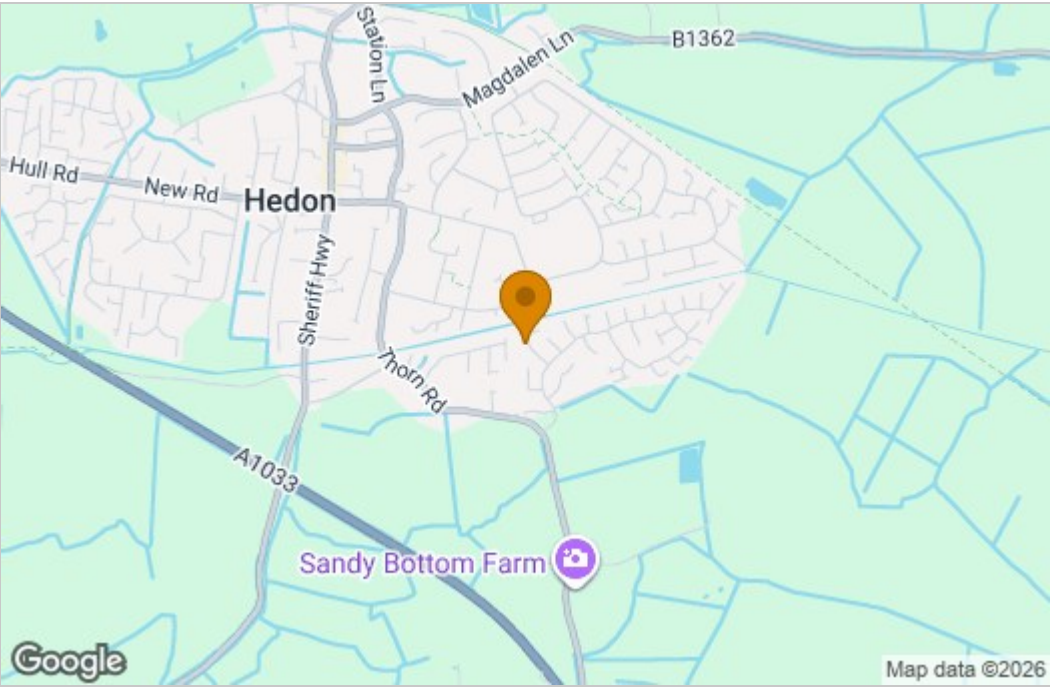 Station Ln
Magdalen Ln
B1362
Hull Rd
New Rd
Hedon
Sheriff Hwy
Thorn Rd
A1033
Sandy Bottom Farm
Google
Map data ©2026